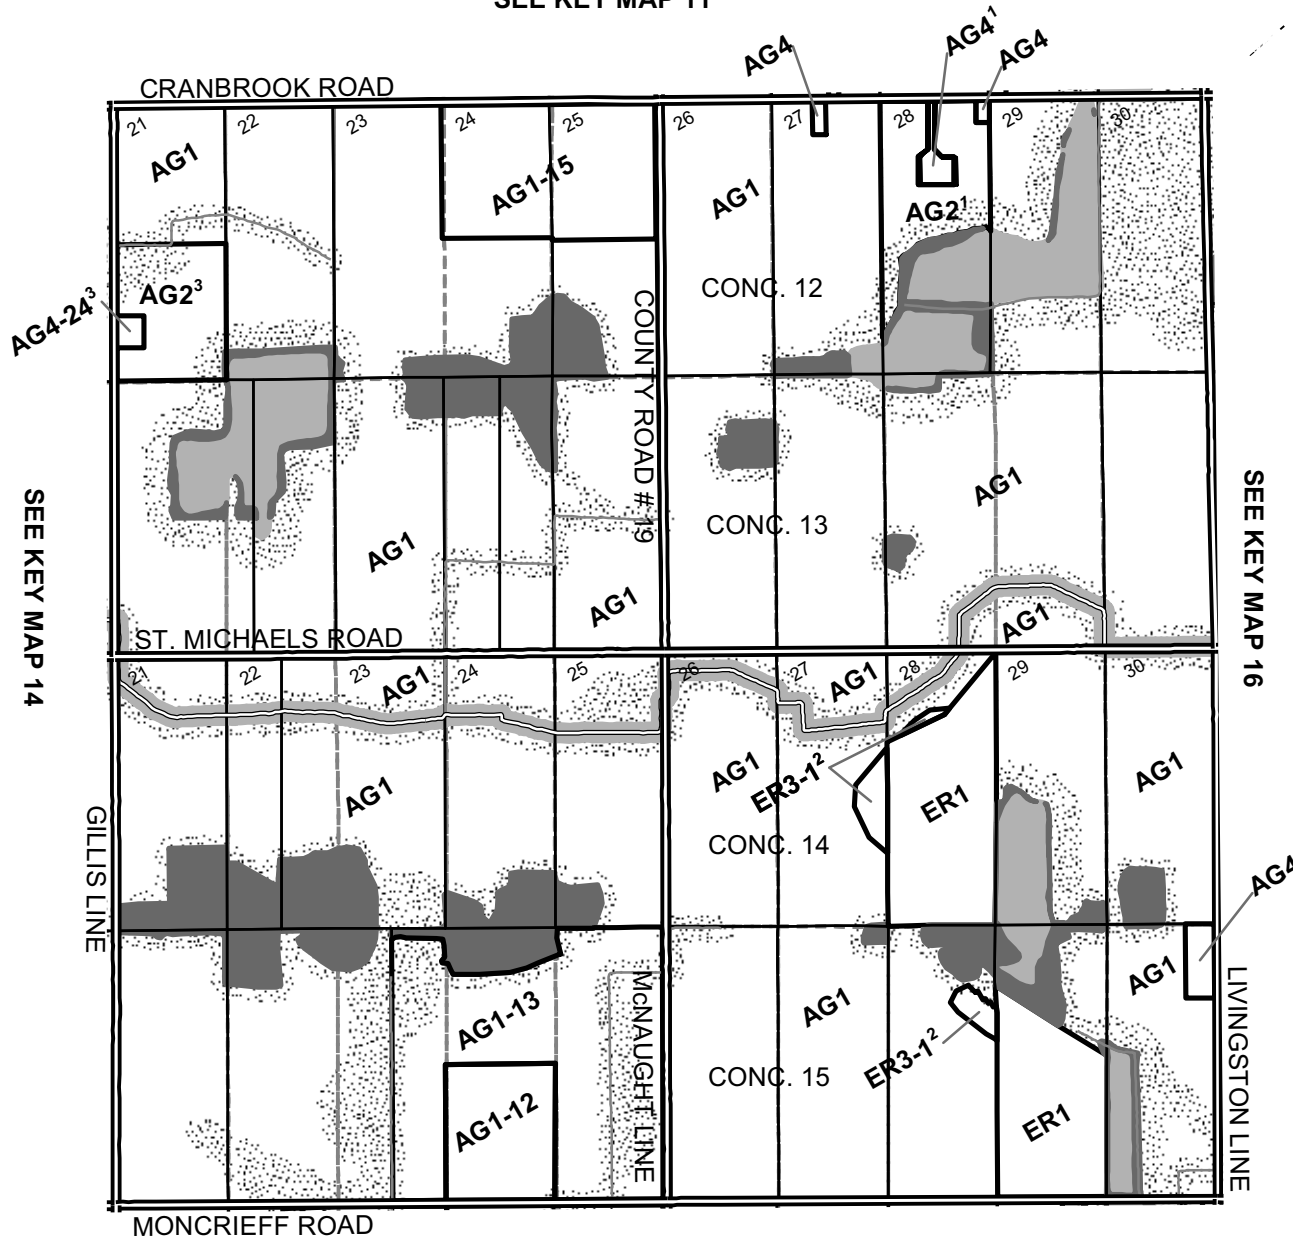 SEE KEY MAP 11
CRANBROOK ROAD
AG4
AG4¹
AG4
21
22
23
24
25
26
27
28
29
30
AG1
AG1-15
AG1
AG2¹
AG2³
AG4-24³
CONC. 12
COUNTY ROAD # 19
CONC. 13
AG1
AG1
AG1
AG1
SEE KEY MAP 14
SEE KEY MAP 16
ST. MICHAELS ROAD
21
22
23
24
25
26
27
28
29
30
AG1
AG1
AG1
AG1
ER3-1²
ER1
AG1
CONC. 14
GILLIS LINE
AG4
AG1
AG1-13
AG1
McNAUGHT LINE
ER3-1²
CONC. 15
AG1-12
ER1
LIVINGSTON LINE
MONCRIEFF ROAD